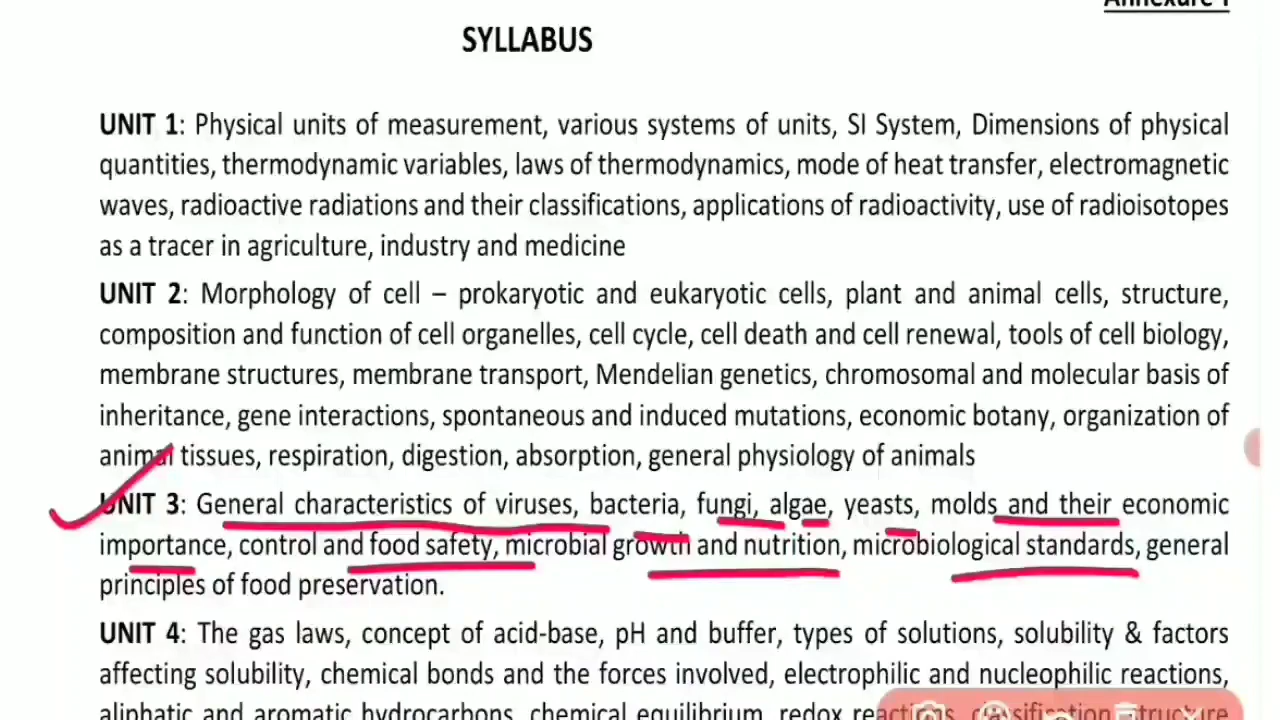 Annexure I
SYLLABUS
UNIT 1: Physical units of measurement, various systems of units, SI System, Dimensions of physical
quantities, thermodynamic variables, laws of thermodynamics, mode of heat transfer, electromagnetic
waves, radioactive radiations and their classifications, applications of radioactivity, use of radioisotopes
as a tracer in agriculture, industry and medicine
UNIT 2: Morphology of cell – prokaryotic and eukaryotic cells, plant and animal cells, structure,
composition and function of cell organelles, cell cycle, cell death and cell renewal, tools of cell biology,
membrane structures, membrane transport, Mendelian genetics, chromosomal and molecular basis of
inheritance, gene interactions, spontaneous and induced mutations, economic botany, organization of
animal tissues, respiration, digestion, absorption, general physiology of animals
UNIT 3: General characteristics of viruses, bacteria, fungi, algae, yeasts, molds and their economic
importance, control and food safety, microbial growth and nutrition, microbiological standards, general
principles of food preservation.
UNIT 4: The gas laws, concept of acid-base, pH and buffer, types of solutions, solubility & factors
affecting solubility, chemical bonds and the forces involved, electrophilic and nucleophilic reactions,
aliphatic and aromatic hydrocarbons, chemical equilibrium, redox reactions, classification, structure